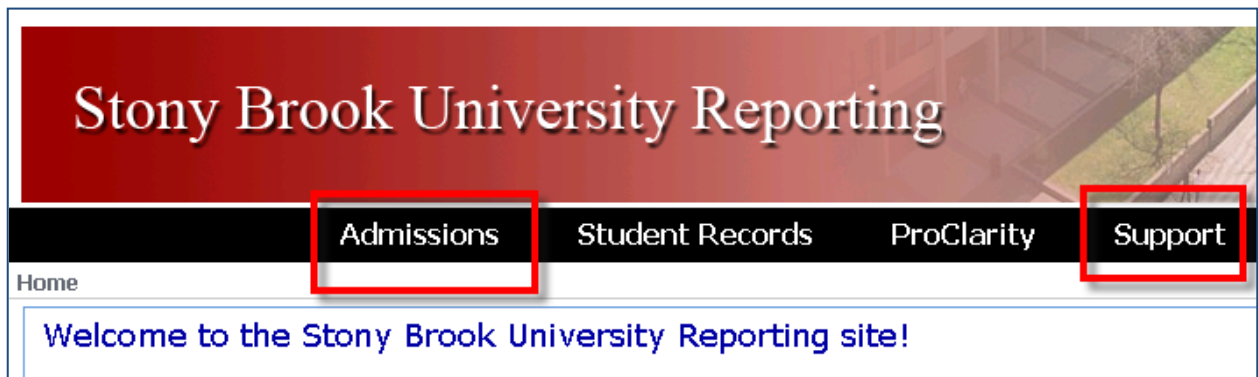 Stony Brook University Reporting
Admissions Student Records ProClarity Support
Home
Welcome to the Stony Brook University Reporting site!